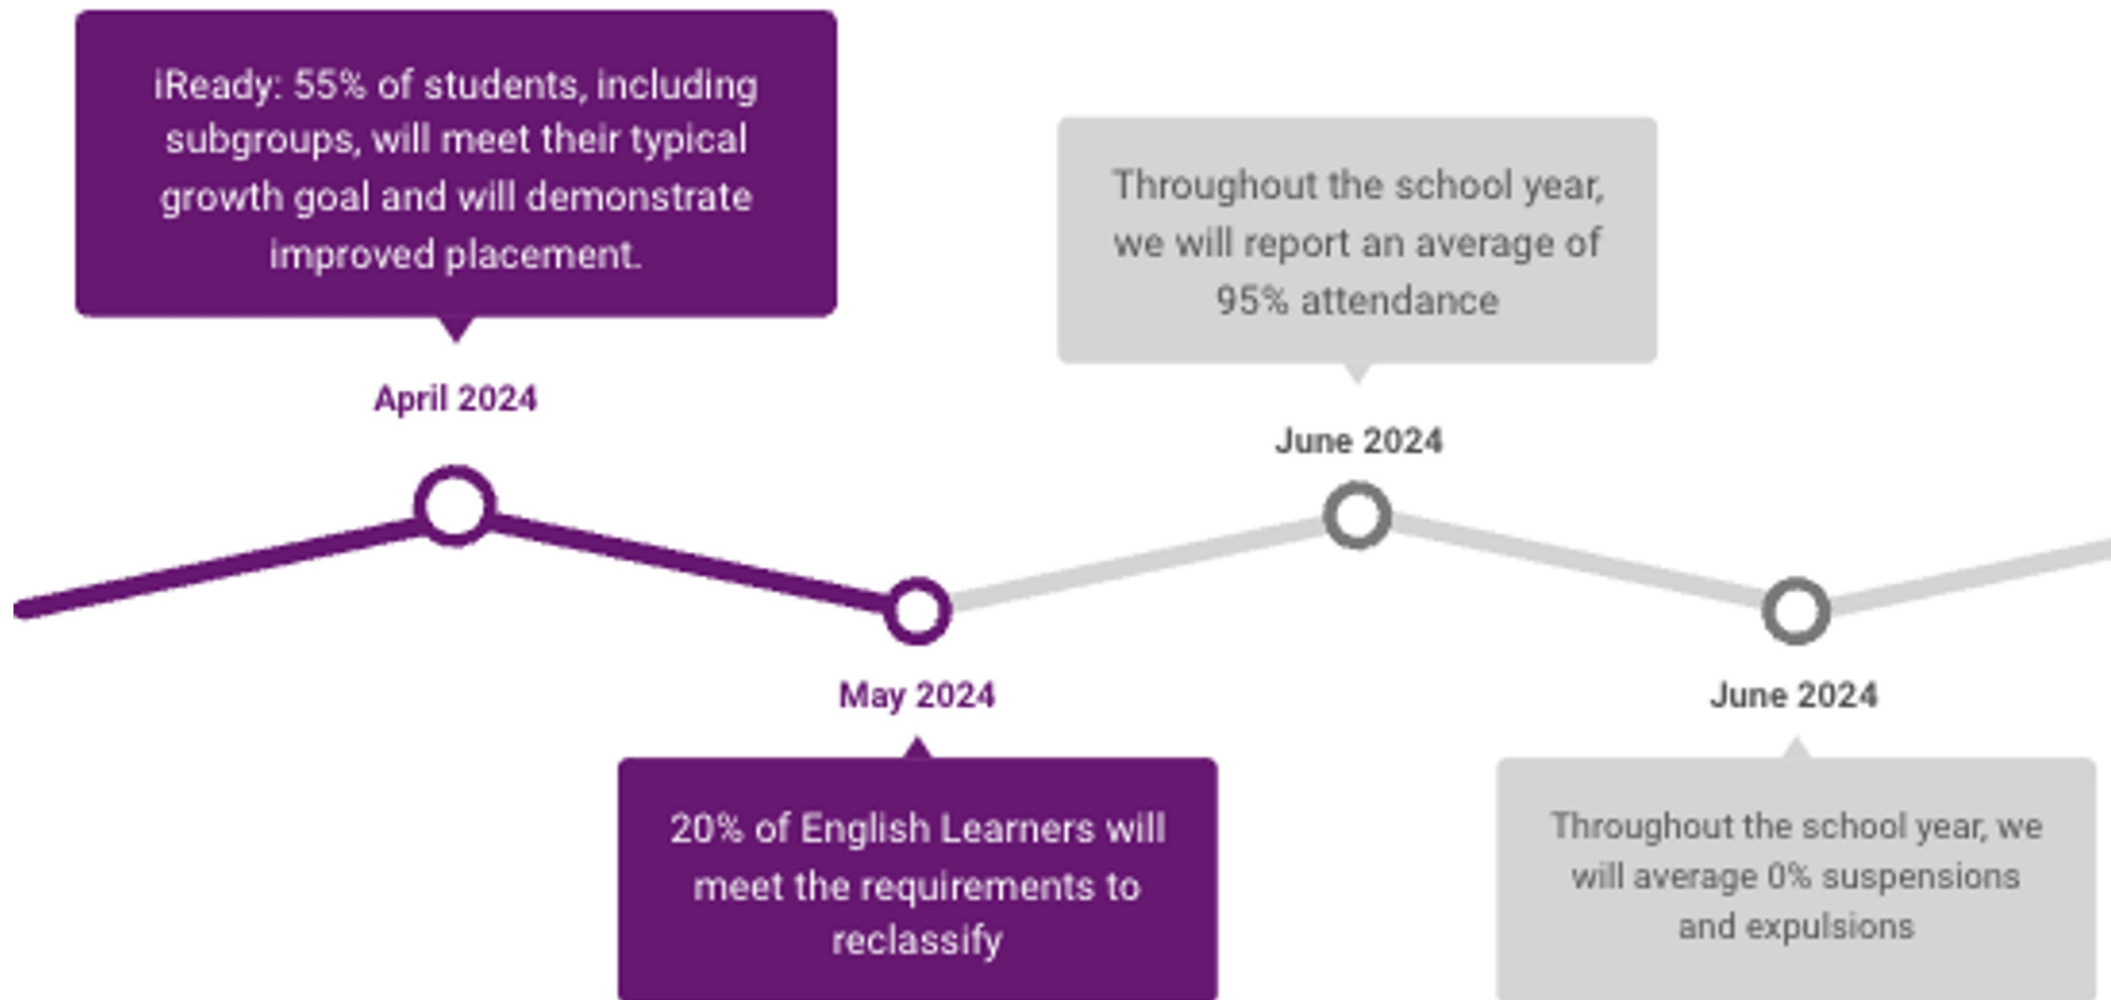 iReady: 55% of students, including
subgroups, will meet their typical
growth goal and will demonstrate
improved placement.
April 2024
Throughout the school year,
we will report an average of
95% attendance
June 2024
May 2024
20% of English Learners will
meet the requirements to
reclassify
June 2024
Throughout the school year, we
will average 0% suspensions
and expulsions